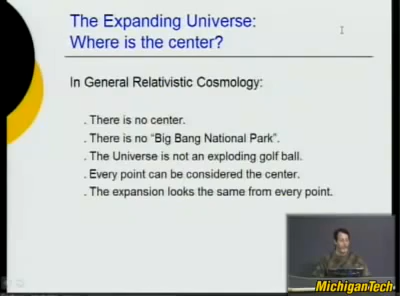 The Expanding Universe:
Where is the center?
In General Relativistic Cosmology:
. There is no center.
. There is no “Big Bang National Park”.
. The Universe is not an exploding golf ball.
. Every point can be considered the center.
. The expansion looks the same from every point.
MichiganTech